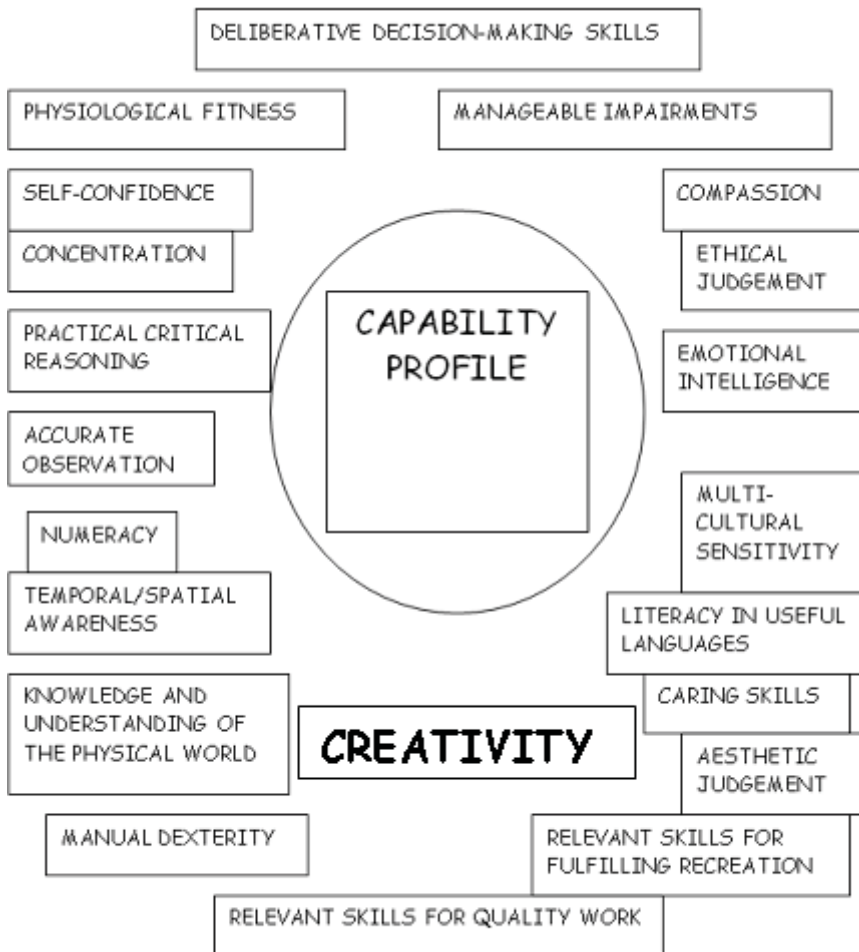 DELIBERATIVE DECISION-MAKING SKILLS
PHYSIOLOGICAL FITNESS
MANAGEABLE IMPAIRMENTS
SELF-CONFIDENCE
COMPASSION
CONCENTRATION
ETHICAL
JUDGEMENT
CAPABILITY
PROFILE
PRACTICAL CRITICAL
REASONING
EMOTIONAL
INTELLIGENCE
ACCURATE
OBSERVATION
MULTI-
CULTURAL
SENSITIVITY
NUMERACY
TEMPORAL/SPATIAL
AWARENESS
LITERACY IN USEFUL
LANGUAGES
KNOWLEDGE AND
UNDERSTANDING OF
THE PHYSICAL WORLD
CARING SKILLS
CREATIVITY
AESTHETIC
JUDGEMENT
MANUAL DEXTERITY
RELEVANT SKILLS FOR
FULFILLING RECREATION
RELEVANT SKILLS FOR QUALITY WORK